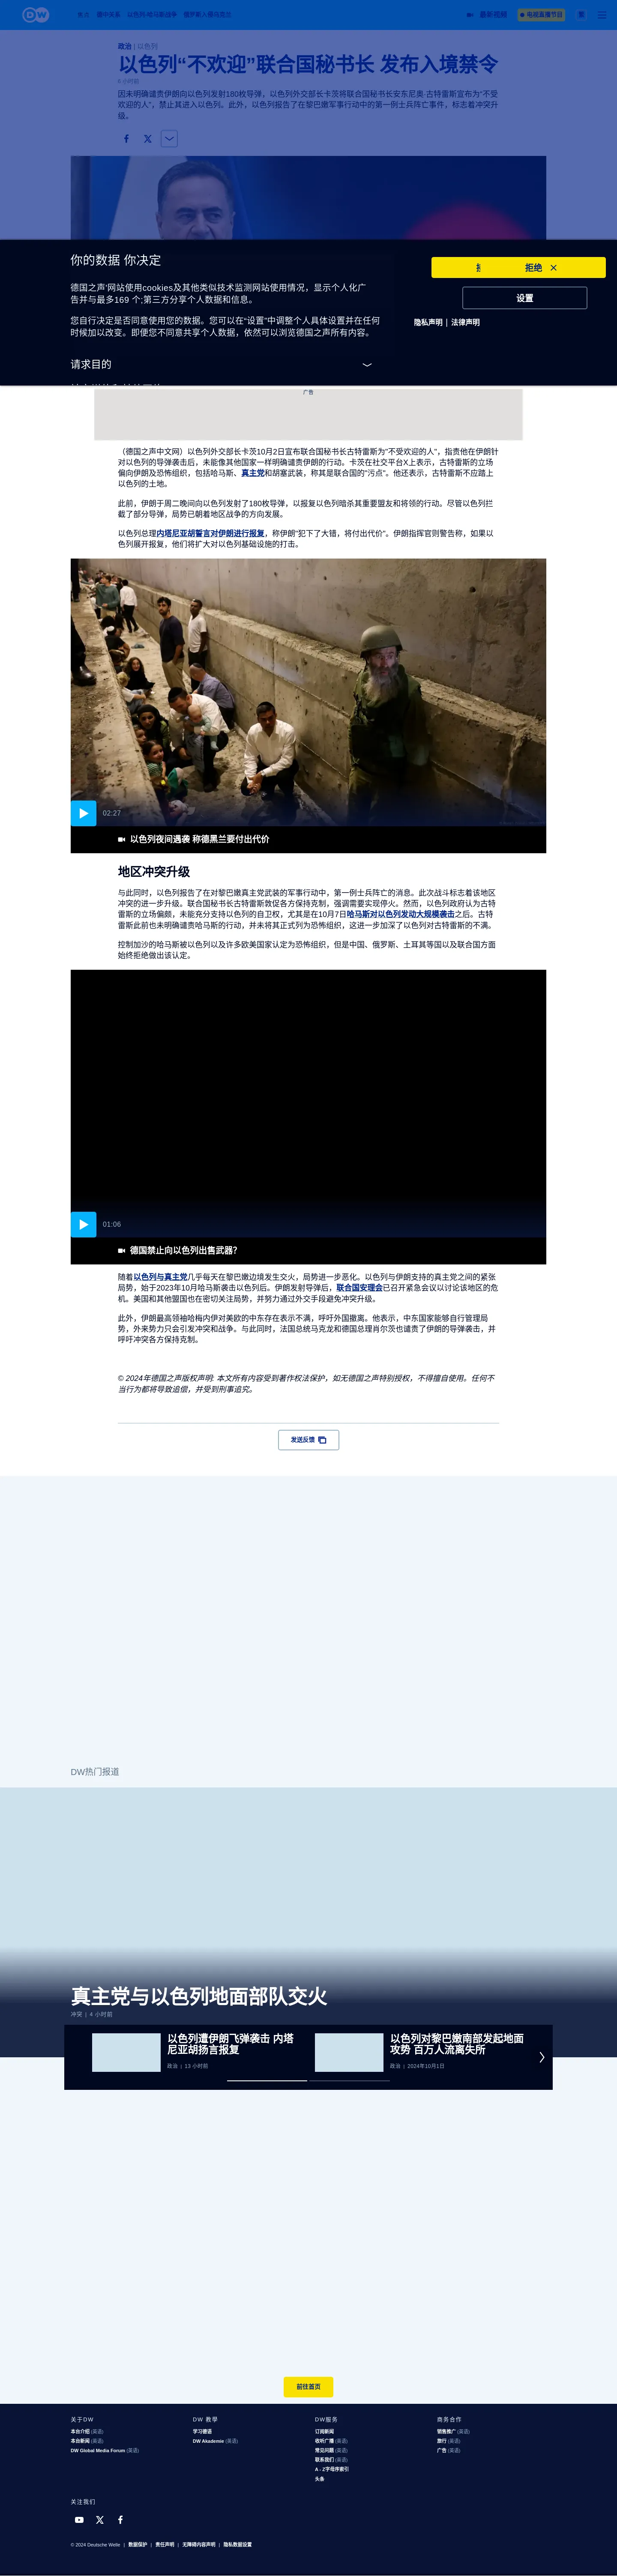 DW
德中关系
以色列-哈马斯战争
俄罗斯入侵乌克兰
最新视频
电视直播节目
政治 | 以色列
以色列“不欢迎”联合国秘书长 发布入境禁令
因未明确谴责伊朗向以色列发射180枚导弹，以色列外交部长卡茨将联合国秘书长安东尼奥·古特雷斯宣布为"不受
欢迎的人"，禁止其进入以色列。此外，以色列报告了在黎巴嫩军事行动中的第一例士兵阵亡事件，标志着冲突升
级。
你的数据 你决定
德国之声'网站使用cookies及其他类似技术监测网站使用情况，显示个人化广
告并与最多169 个;第三方分享个人数据和信息。
您自行决定是否同意使用您的数据。您可以在“设置”中调整个人具体设置并在任何
时候加以改变。即便您不同意共享个人数据，依然可以浏览德国之声所有内容。
请求目的
拒绝
设置
隐私声明 | 法律声明
广告
（德国之声中文网）以色列外交部长卡茨10月2日宣布联合国秘书长古特雷斯为"不受欢迎的人"，指责他在伊朗针
对以色列的导弹袭击后，未能像其他国家一样明确谴责伊朗的行动。卡茨在社交平台X上表示，古特雷斯的立场
偏向伊朗及恐怖组织，包括哈马斯、真主党和胡塞武装，称其是联合国的"污点"。他还表示，古特雷斯不应踏上
以色列的土地。
此前，伊朗于周二晚间向以色列发射了180枚导弹，以报复以色列暗杀其重要盟友和将领的行动。尽管以色列拦
截了部分导弹，局势已朝着地区战争的方向发展。
以色列总理内塔尼亚胡誓言对伊朗进行报复，称伊朗"犯下了大错，将付出代价"。伊朗指挥官则警告称，如果以
色列展开报复，他们将扩大对以色列基础设施的打击。
02:27
以色列夜间遇袭 称德黑兰要付出代价
地区冲突升级
与此同时，以色列报告了在对黎巴嫩真主党武装的军事行动中，第一例士兵阵亡的消息。此次战斗标志着该地区
冲突的进一步升级。联合国秘书长古特雷斯敦促各方保持克制，强调需要实现停火。然而，以色列政府认为古特
雷斯的立场偏颇，未能充分支持以色列的自卫权，尤其是在10月7日哈马斯对以色列发动大规模袭击之后。古特
雷斯此前也未明确谴责哈马斯的行动，并未将其正式列为恐怖组织，这进一步加深了以色列对古特雷斯的不满。
控制加沙的哈马斯被以色列以及许多欧美国家认定为恐怖组织，但是中国、俄罗斯、土耳其等国以及联合国方面
始终拒绝做出该认定。
01:06
德国禁止向以色列出售武器？
随着以色列与真主党几乎每天在黎巴嫩边境发生交火，局势进一步恶化。以色列与伊朗支持的真主党之间的紧张
局势，始于2023年10月哈马斯袭击以色列后。伊朗发射导弹后，联合国安理会已召开紧急会议以讨论该地区的危
机。美国和其他盟国也在密切关注局势，并努力通过外交手段避免冲突升级。
此外，伊朗最高领袖哈梅内伊对美欧的中东存在表示不满，呼吁外国撤离。他表示，中东国家能够自行管理局
势，外来势力只会引发冲突和战争。与此同时，法国总统马克龙和德国总理肖尔茨也谴责了伊朗的导弹袭击，并
呼吁冲突各方保持克制。
© 2024年德国之声版权声明: 本文所有内容受到著作权法保护，如无德国之声特别授权，不得擅自使用。任何不
当行为都将导致追偿，并受到刑事追究。
发送反馈
DW热门报道
真主党与以色列地面部队交火
冲突 | 4 小时前
以色列遭伊朗飞弹袭击 内塔
尼亚胡扬言报复
政治 | 13 小时前
以色列对黎巴嫩南部发起地面
攻势 百万人流离失所
政治 | 2024年10月1日
前往首页
关于DW
本台介绍 (英语)
本台新闻 (英语)
DW Global Media Forum (英语)
DW 教學
学习德语
DW Akademie (英语)
DW服务
订阅新闻
收听广播 (英语)
常见问题 (英语)
联系我们 (英语)
A - Z字母序索引
头条
商务合作
销售推广 (英语)
旅行 (英语)
广告 (英语)
关注我们
© 2024 Deutsche Welle | 数据保护 | 责任声明 | 无障碍内容声明 | 隐私数据设置